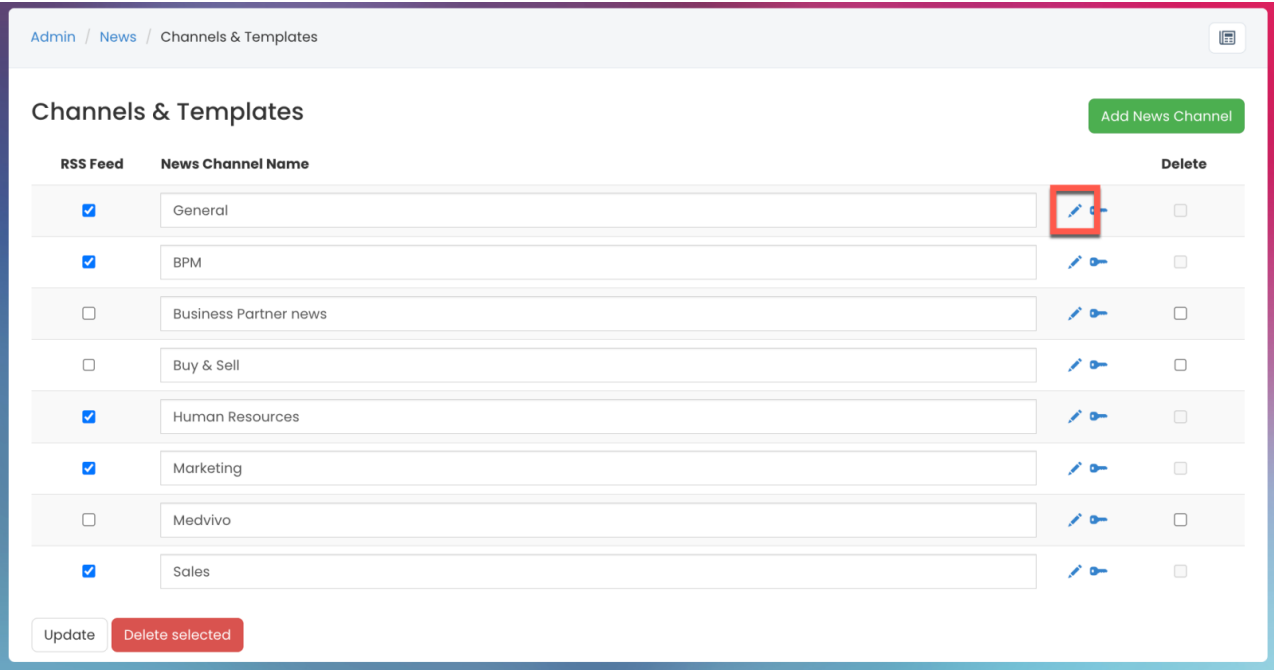 Admin / News / Channels & Templates
Channels & Templates
Add News Channel
RSS Feed News Channel Name Delete
General
BPM
Business Partner news
Buy & Sell
Human Resources
Marketing
Medvivo
Sales
Update Delete selected